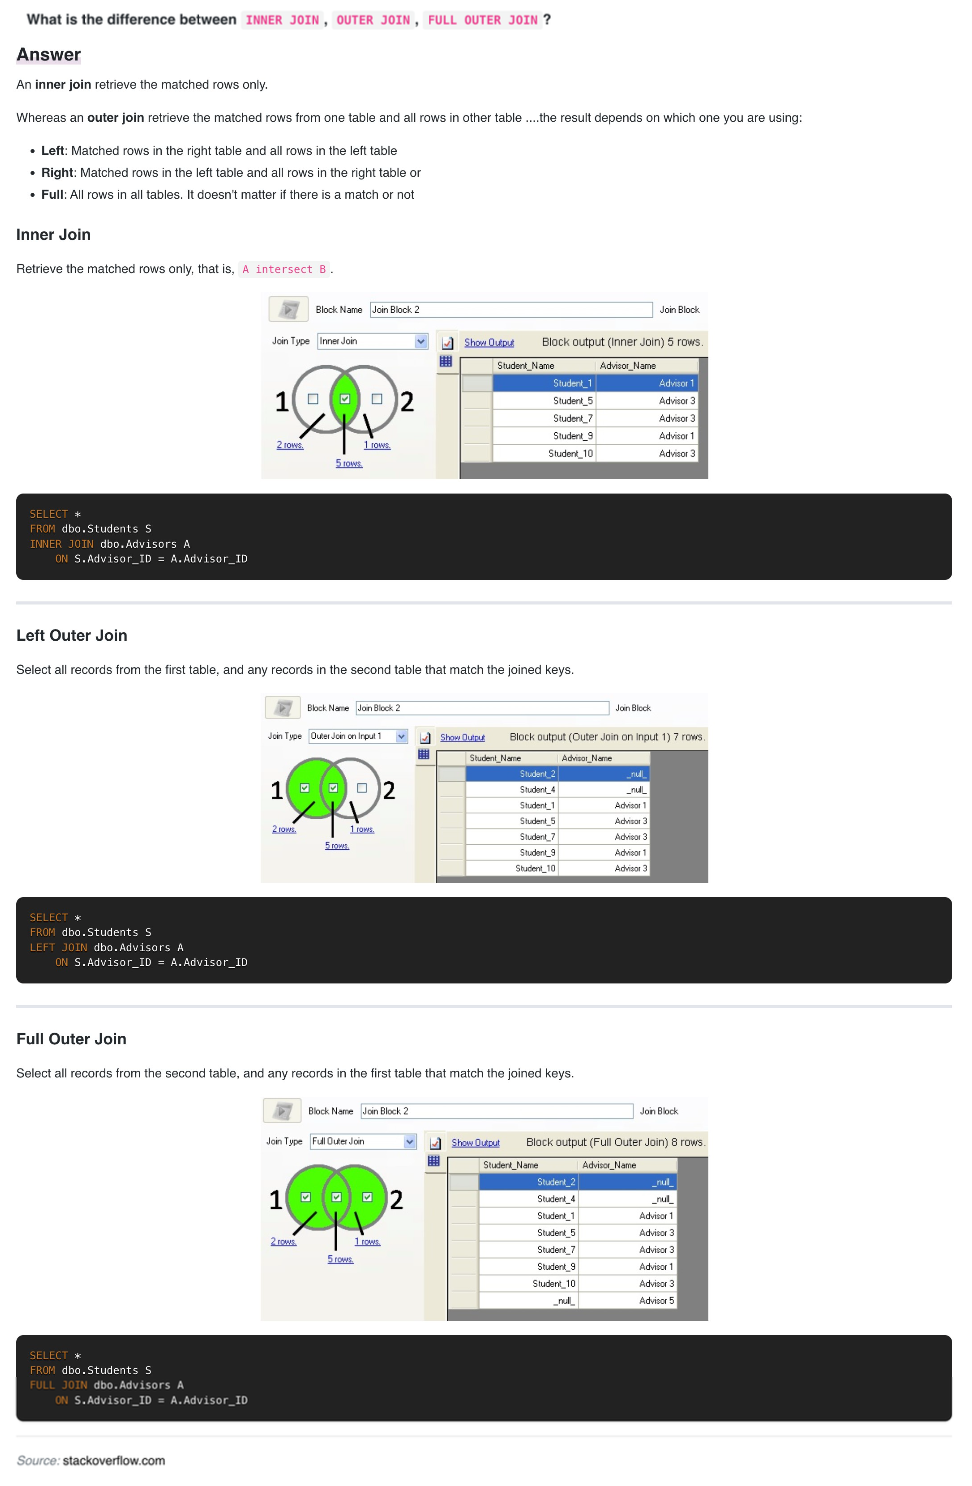 What is the difference between INNER JOIN, OUTER JOIN, FULL OUTER JOIN?
Answer
An inner join retrieve the matched rows only.
Whereas an outer join retrieve the matched rows from one table and all rows in other table ....the result depends on which one you are using:
• Left: Matched rows in the right table and all rows in the left table
• Right: Matched rows in the left table and all rows in the right table or
• Full: All rows in all tables. It doesn't matter if there is a match or not
Inner Join
Retrieve the matched rows only, that is, A intersect B.
Block Name Join Block 2 Join Block
Join Type Inner Join Show Output Block output (Inner Join) 5 rows.
Student_Name Advisor_Name
Student_1 Advisor 1
Student_5 Advisor 3
Student_7 Advisor 3
Student_9 Advisor 1
Student_10 Advisor 3
1 2
2 rows. 1 rows.
5 rows.
SELECT *
FROM dbo.Students S
INNER JOIN dbo.Advisors A
    ON S.Advisor_ID = A.Advisor_ID
Left Outer Join
Select all records from the first table, and any records in the second table that match the joined keys.
Block Name Join Block 2 Join Block
Join Type Outer Join on Input 1 Show Output Block output (Outer Join on Input 1) 7 rows.
Student_Name Advisor_Name
Student_2 _null_
Student_4 _null_
Student_1 Advisor 1
Student_5 Advisor 3
Student_7 Advisor 3
Student_9 Advisor 1
Student_10 Advisor 3
1 2
2 rows. 1 rows.
5 rows.
SELECT *
FROM dbo.Students S
LEFT JOIN dbo.Advisors A
    ON S.Advisor_ID = A.Advisor_ID
Full Outer Join
Select all records from the second table, and any records in the first table that match the joined keys.
Block Name Join Block 2 Join Block
Join Type Full Outer Join Show Output Block output (Full Outer Join) 8 rows.
Student_Name Advisor_Name
Student_2 _null_
Student_4 _null_
Student_1 Advisor 1
Student_5 Advisor 3
Student_7 Advisor 3
Student_9 Advisor 1
Student_10 Advisor 3
_null_ Advisor 5
1 2
2 rows. 1 rows.
5 rows.
SELECT *
FROM dbo.Students S
FULL JOIN dbo.Advisors A
    ON S.Advisor_ID = A.Advisor_ID
Source: stackoverflow.com